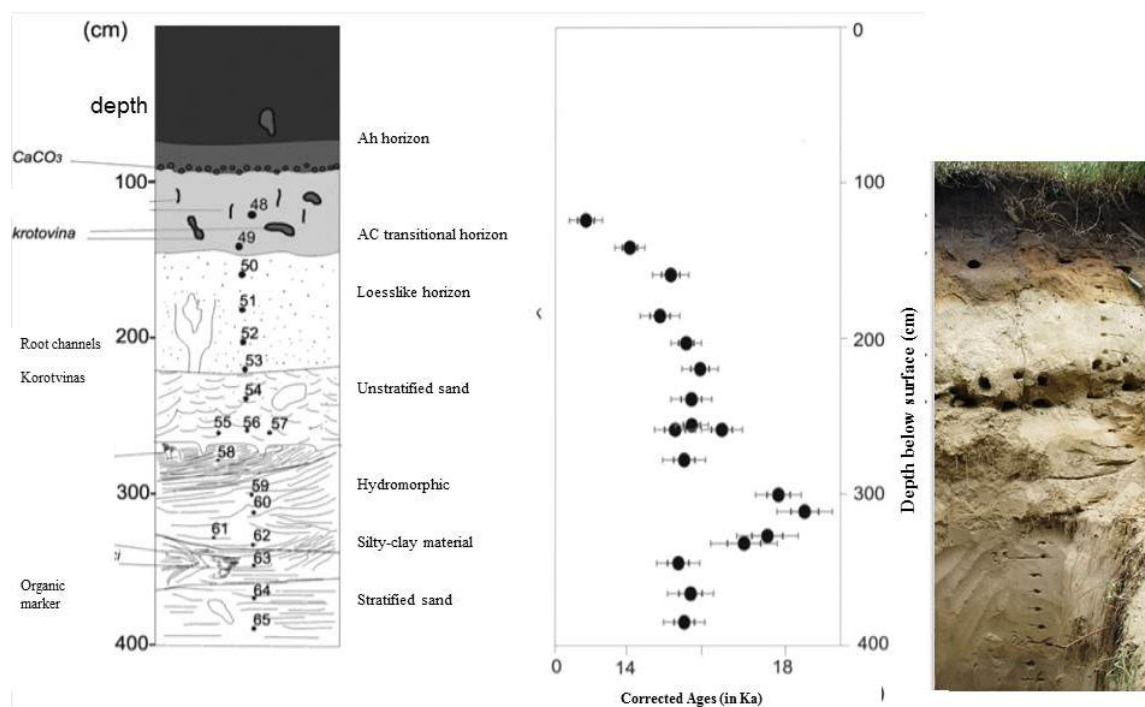 (cm)
depth
CaCO₃
100
krotovina
200
Root channels
Korotvinas
300
Organic
marker
400
48
49
50
51
52
53
54
55 56 57
58
59
60
61
62
63
64
65
Ah horizon
AC transitional horizon
Loesslike horizon
Unstratified sand
Hydromorphic
Silty-clay material
Stratified sand
0
100
200
300
400
Depth below surface (cm)
0 14 18
Corrected Ages (in Ka)